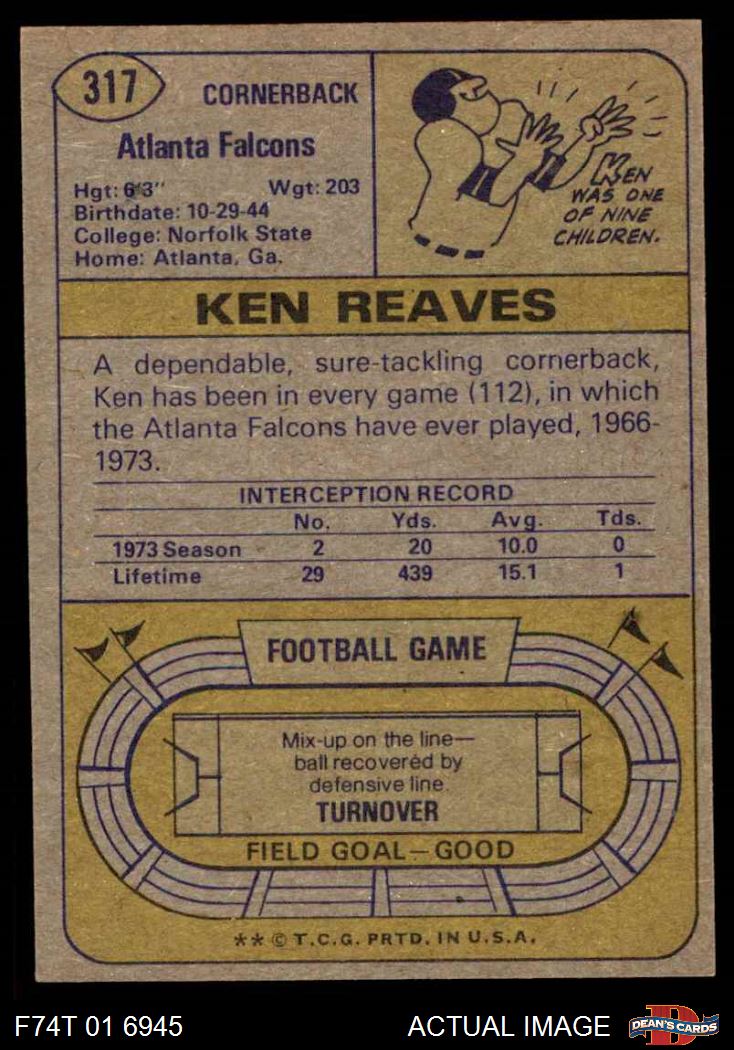 317
CORNERBACK
Atlanta Falcons
Hgt: 6'3" Wgt: 203
Birthdate: 10-29-44
College: Norfolk State
Home: Atlanta, Ga.
KEN
WAS ONE
OF NINE
CHILDREN.
KEN REAVES
A dependable, sure-tackling cornerback,
Ken has been in every game (112), in which
the Atlanta Falcons have ever played, 1966-
1973.
INTERCEPTION RECORD
No. Yds. Avg. Tds.
1973 Season 2 20 10.0 0
Lifetime 29 439 15.1 1
FOOTBALL GAME
Mix-up on the line—
ball recovered by
defensive line.
TURNOVER
FIELD GOAL—GOOD
** © T.C.G. PRTD. IN U.S.A.
F74T 01 6945
ACTUAL IMAGE
D
DEAN'S CARDS